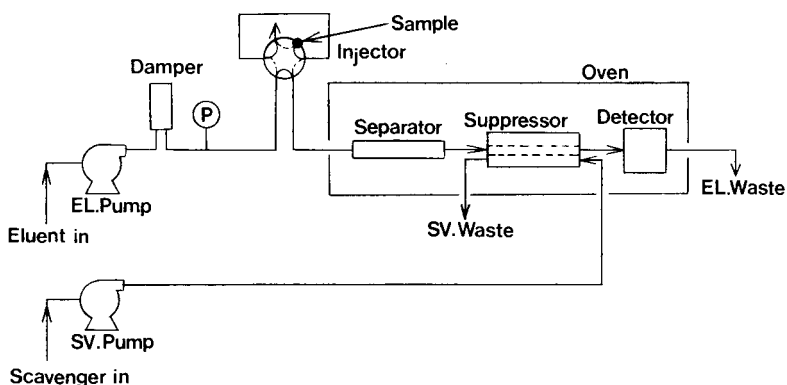 Sample
Injector
Damper
Oven
P
Separator
Suppressor
Detector
EL.Pump
EL.Waste
Eluent in
SV.Waste
SV.Pump
Scavenger in